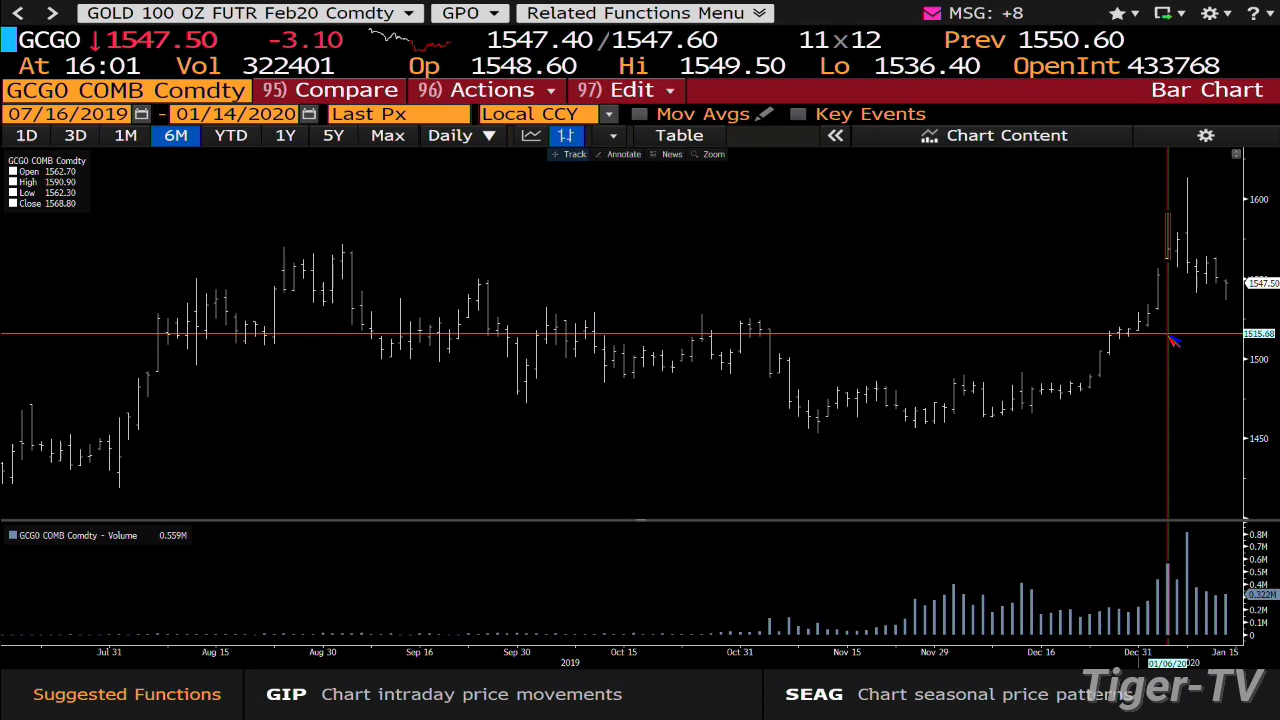 GOLD 100 OZ FUTR Feb20 Comdty GPO Related Functions Menu MSG: +8 ?
GCG0 ↓1547.50 -3.10 1547.40/1547.60 11x12 Prev 1550.60
At 16:01 Vol 322401 Op 1548.60 Hi 1549.50 Lo 1536.40 OpenInt 433768
GCG0 COMB Comdty 95) Compare 96) Actions 97) Edit Bar Chart
07/16/2019 - 01/14/2020 Last Px Local CCY Mov Avgs Key Events
1D 3D 1M 6M YTD 1Y 5Y Max Daily ▼ Table « Chart Content
Track Annotate News Zoom
GCG0 COMB Comdty
Open 1562.70
High 1590.90
Low 1562.30
Close 1568.80
1600
1547.50
1515.68
1500
1450
GCG0 COMB Comdty - Volume 0.559M
0.8M
0.7M
0.6M
0.5M
0.4M
0.322M
0.2M
0.1M
0
Jul 31 Aug 15 Aug 30 Sep 16 Sep 30 Oct 15 Oct 31 Nov 15 Nov 29 Dec 16 Dec 31 Jan 15
2019 01/06/20 020
Suggested Functions GIP Chart intraday price movements SEAG Chart seasonal price patterns
Tiger-TV